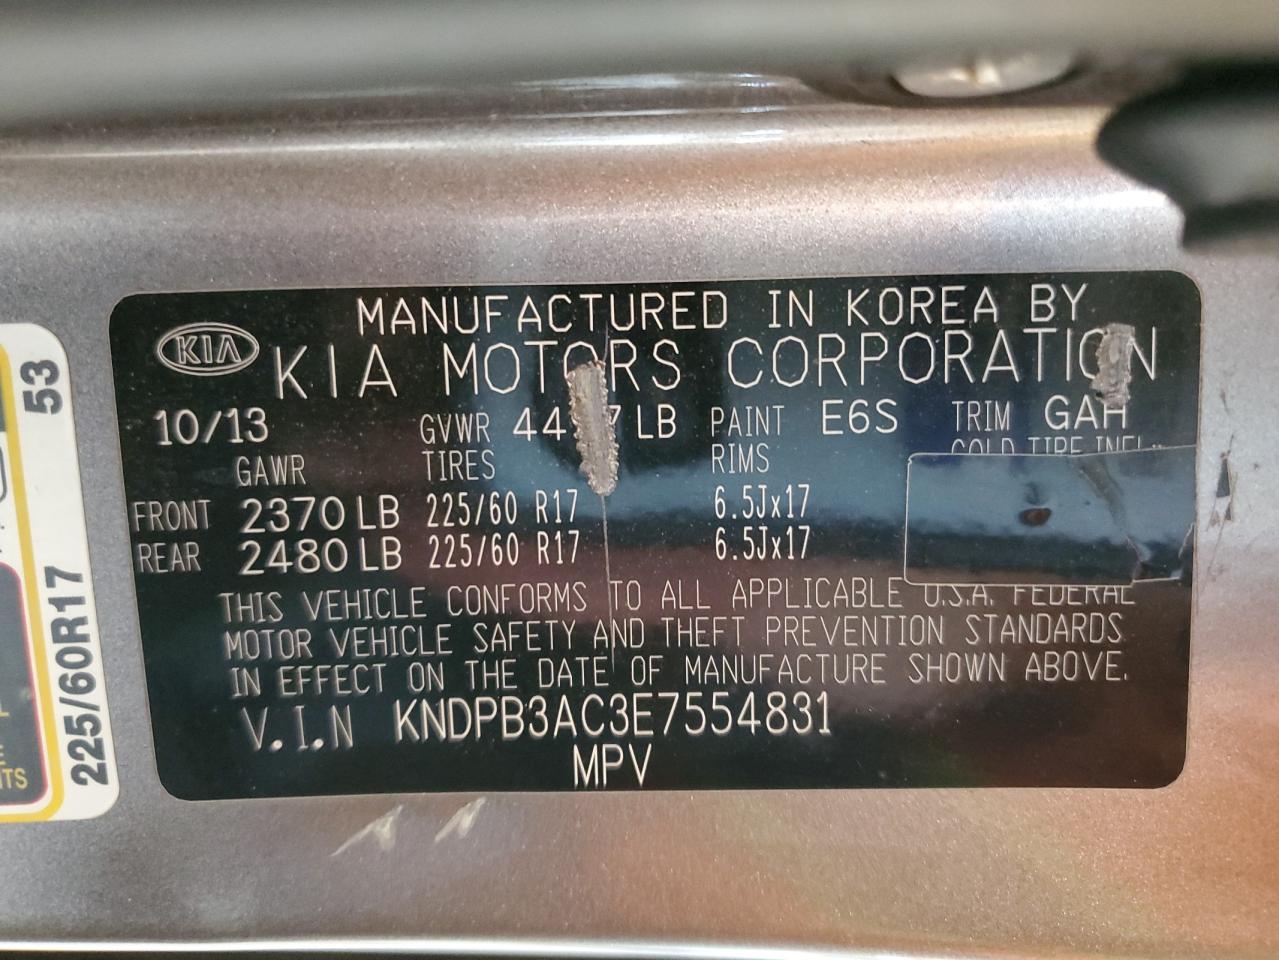 MANUFACTURED IN KOREA BY
KIA KIA MOTORS CORPORATION
10/13 GVWR LB PAINT E6S TRIM GAH
GAWR TIRES RIMS COLD TIRE INFL..
FRONT 2370 LB 225/60 R17 6.5Jx17
REAR 2480 LB 225/60 R17 6.5Jx17
THIS VEHICLE CONFORMS TO ALL APPLICABLE U.S.A. FEDERAL
MOTOR VEHICLE SAFETY AND THEFT PREVENTION STANDARDS
IN EFFECT ON THE DATE OF MANUFACTURE SHOWN ABOVE.
V.I.N KNDPB3AC3E7554831
MPV
225/60R17 53